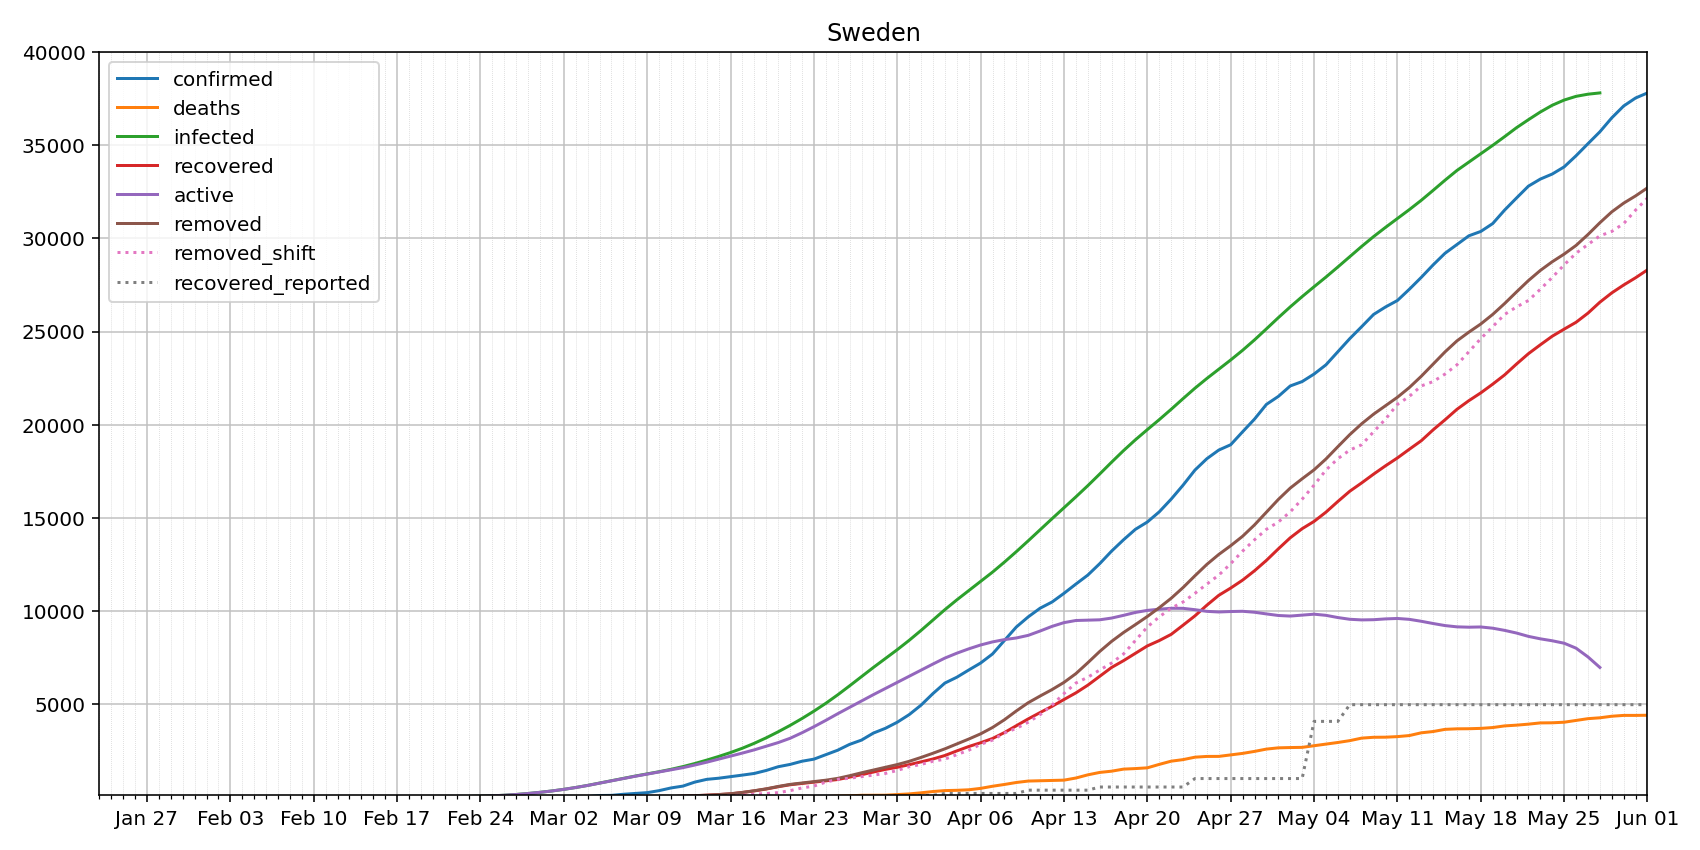 Sweden
40000
35000
30000
25000
20000
15000
10000
5000
confirmed
deaths
infected
recovered
active
removed
removed_shift
recovered_reported
Jan 27 Feb 03 Feb 10 Feb 17 Feb 24 Mar 02 Mar 09 Mar 16 Mar 23 Mar 30 Apr 06 Apr 13 Apr 20 Apr 27 May 04 May 11 May 18 May 25 Jun 01